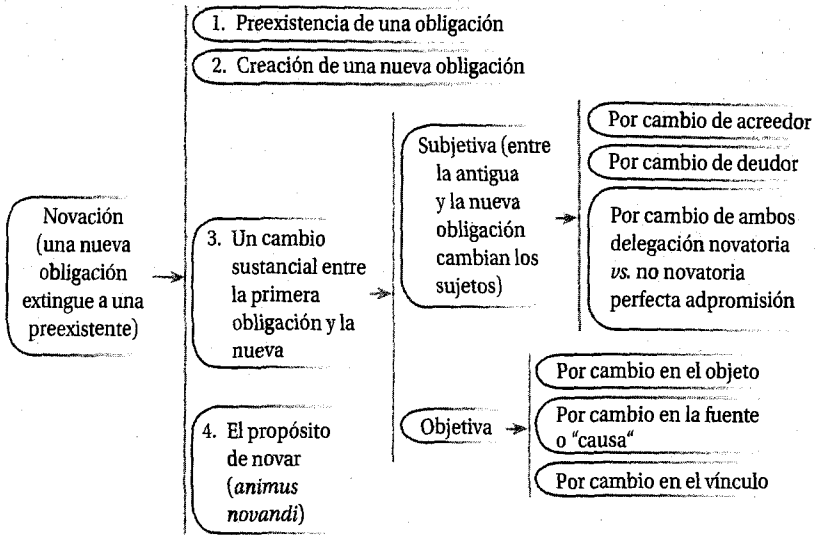 Novación
(una nueva
obligación
extingue a una
preexistente)
1. Preexistencia de una obligación
2. Creación de una nueva obligación
3. Un cambio
sustancial entre
la primera
obligación y la
nueva
Subjetiva (entre
la antigua
y la nueva
obligación
cambian los
sujetos)
Por cambio de acreedor
Por cambio de deudor
Por cambio de ambos
delegación novatoria
vs. no novatoria
perfecta adpromisión
Objetiva
Por cambio en el objeto
Por cambio en la fuente
o “causa“
Por cambio en el vínculo
4. El propósito
de novar
(animus
novandi)